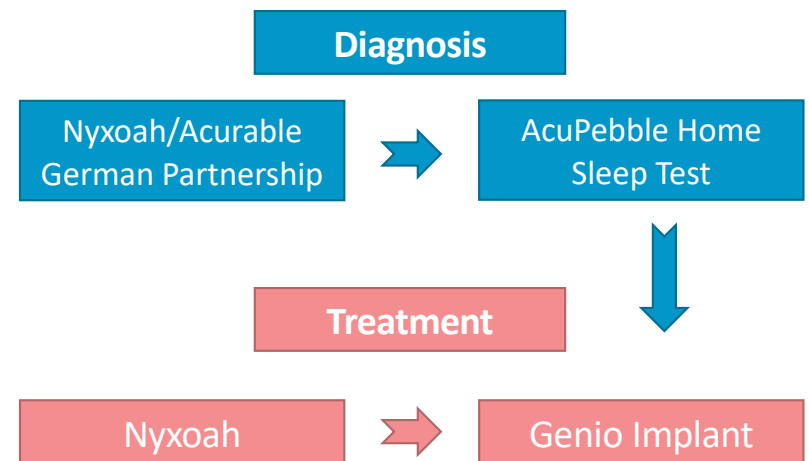 Diagnosis
Nyxoah/Acurable
German Partnership
AcuPebble Home
Sleep Test
Treatment
Nyxoah
Genio Implant